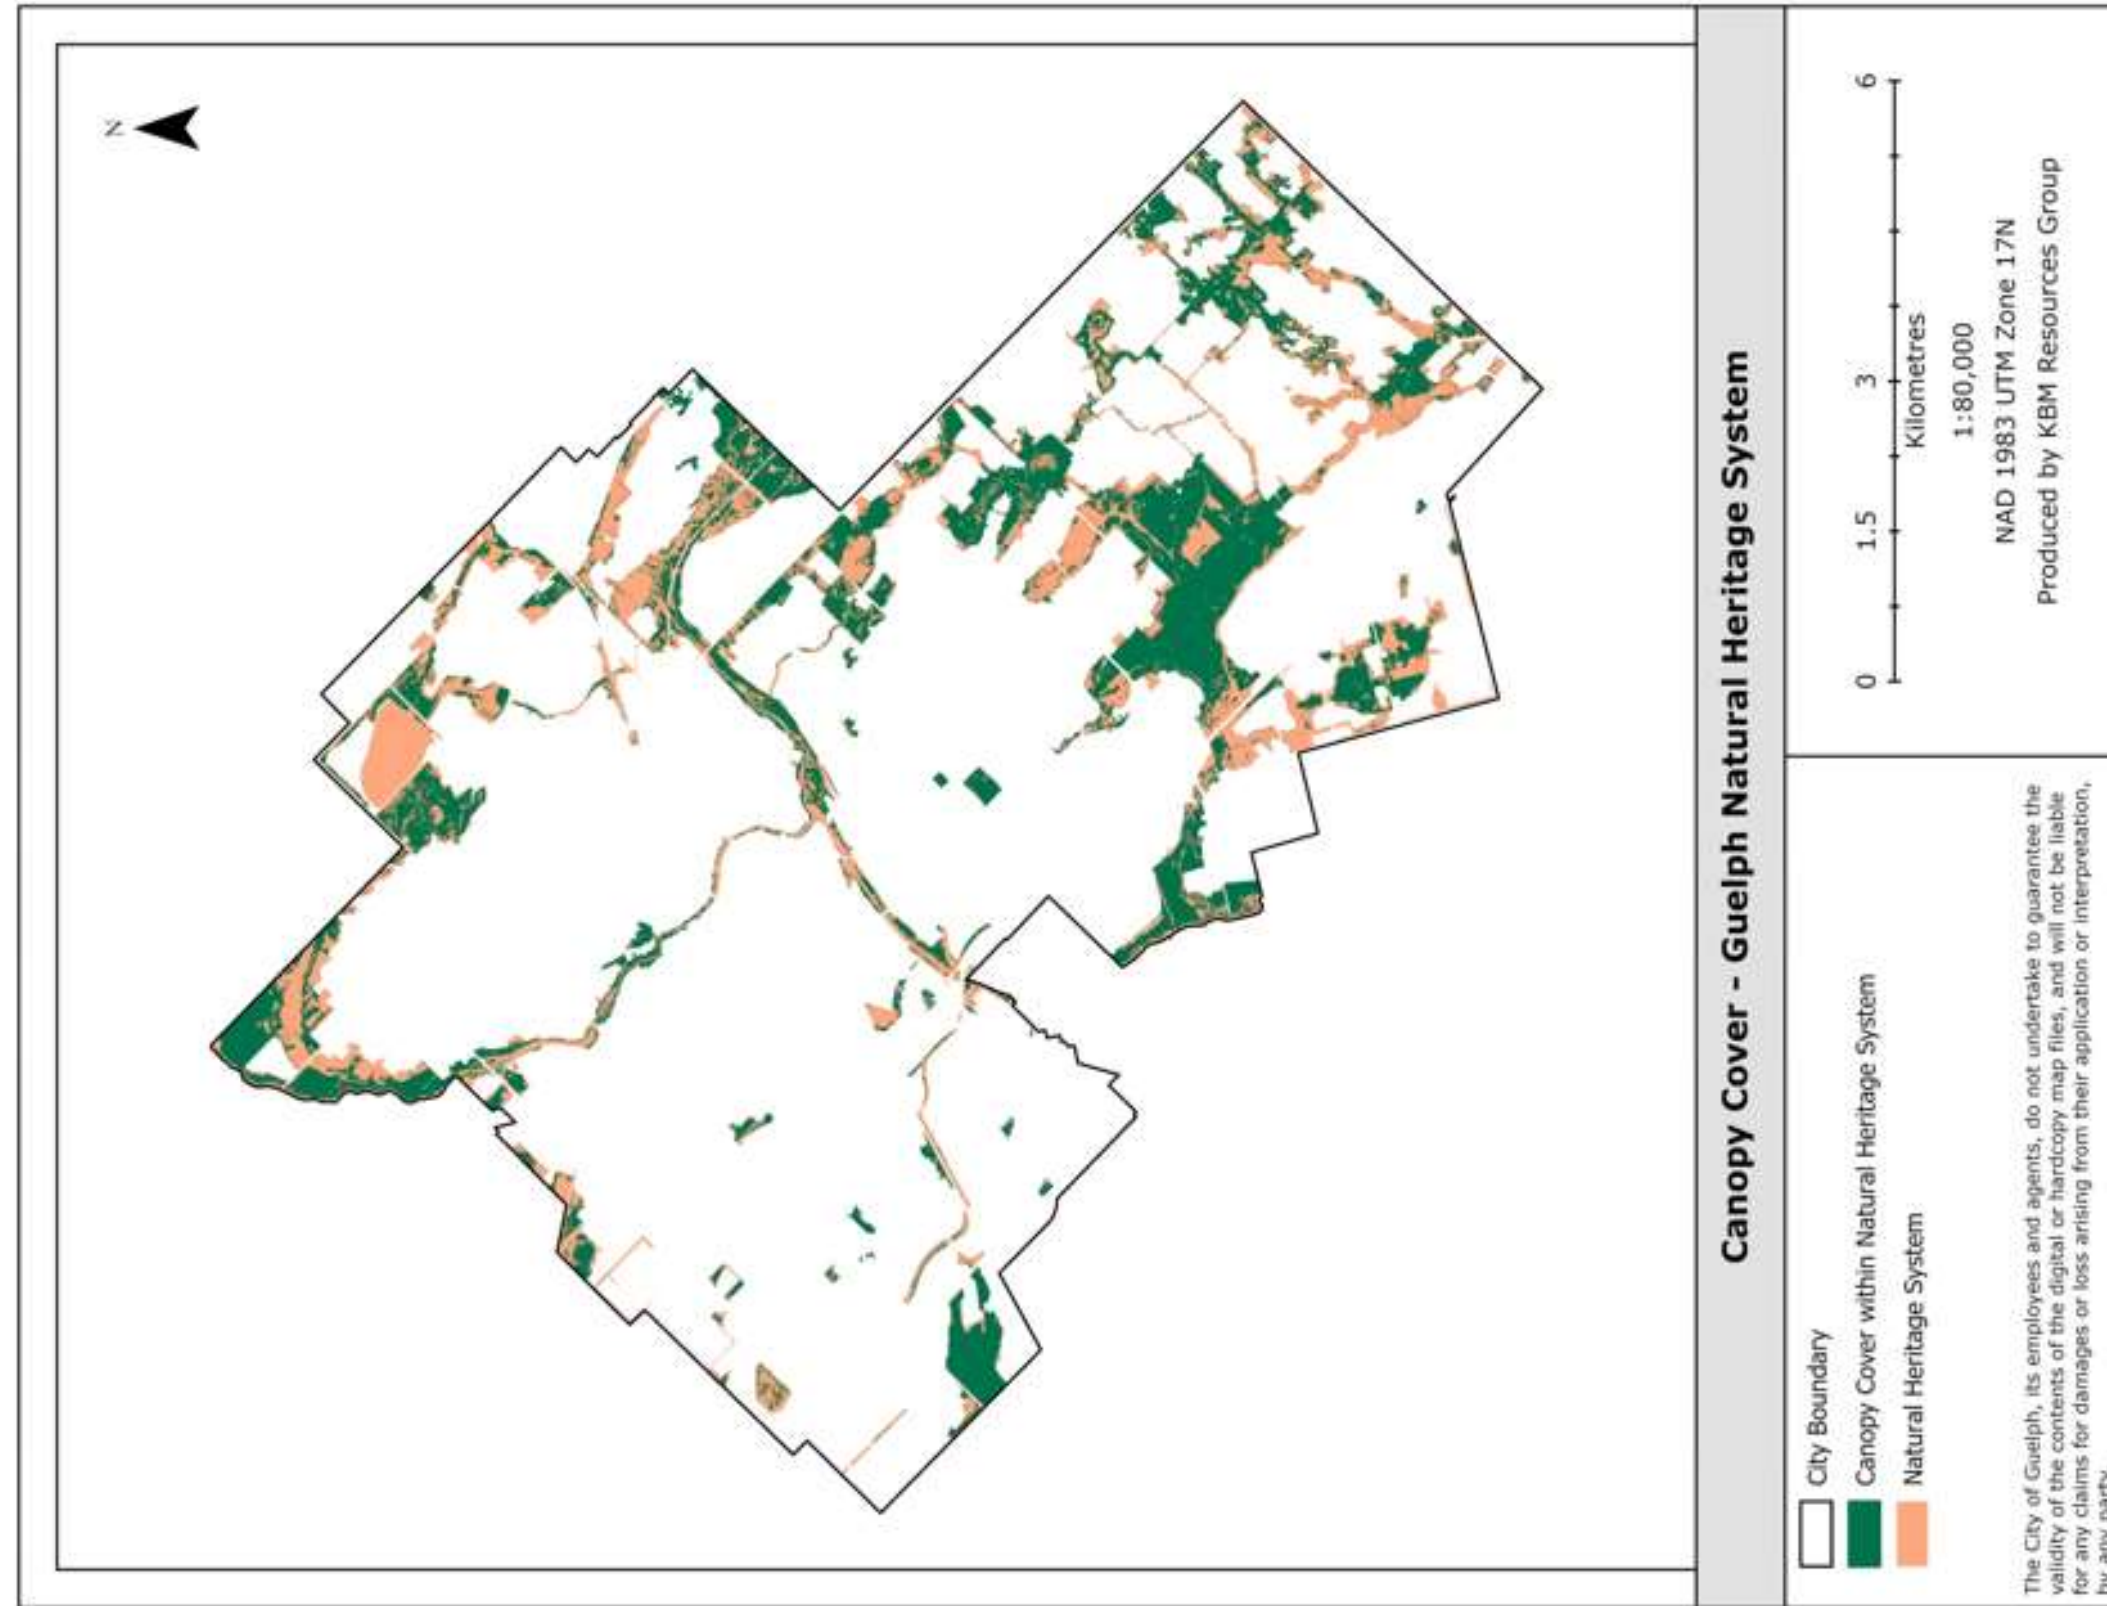 N
Canopy Cover - Guelph Natural Heritage System
City Boundary
Canopy Cover within Natural Heritage System
Natural Heritage System
The City of Guelph, its employees and agents, do not undertake to guarantee the
validity of the contents of the digital or hardcopy map files, and will not be liable
for any claims for damages or loss arising from their application or interpretation,
by any party.
0 1.5 3 6
Kilometres
1:80,000
NAD 1983 UTM Zone 17N
Produced by KBM Resources Group